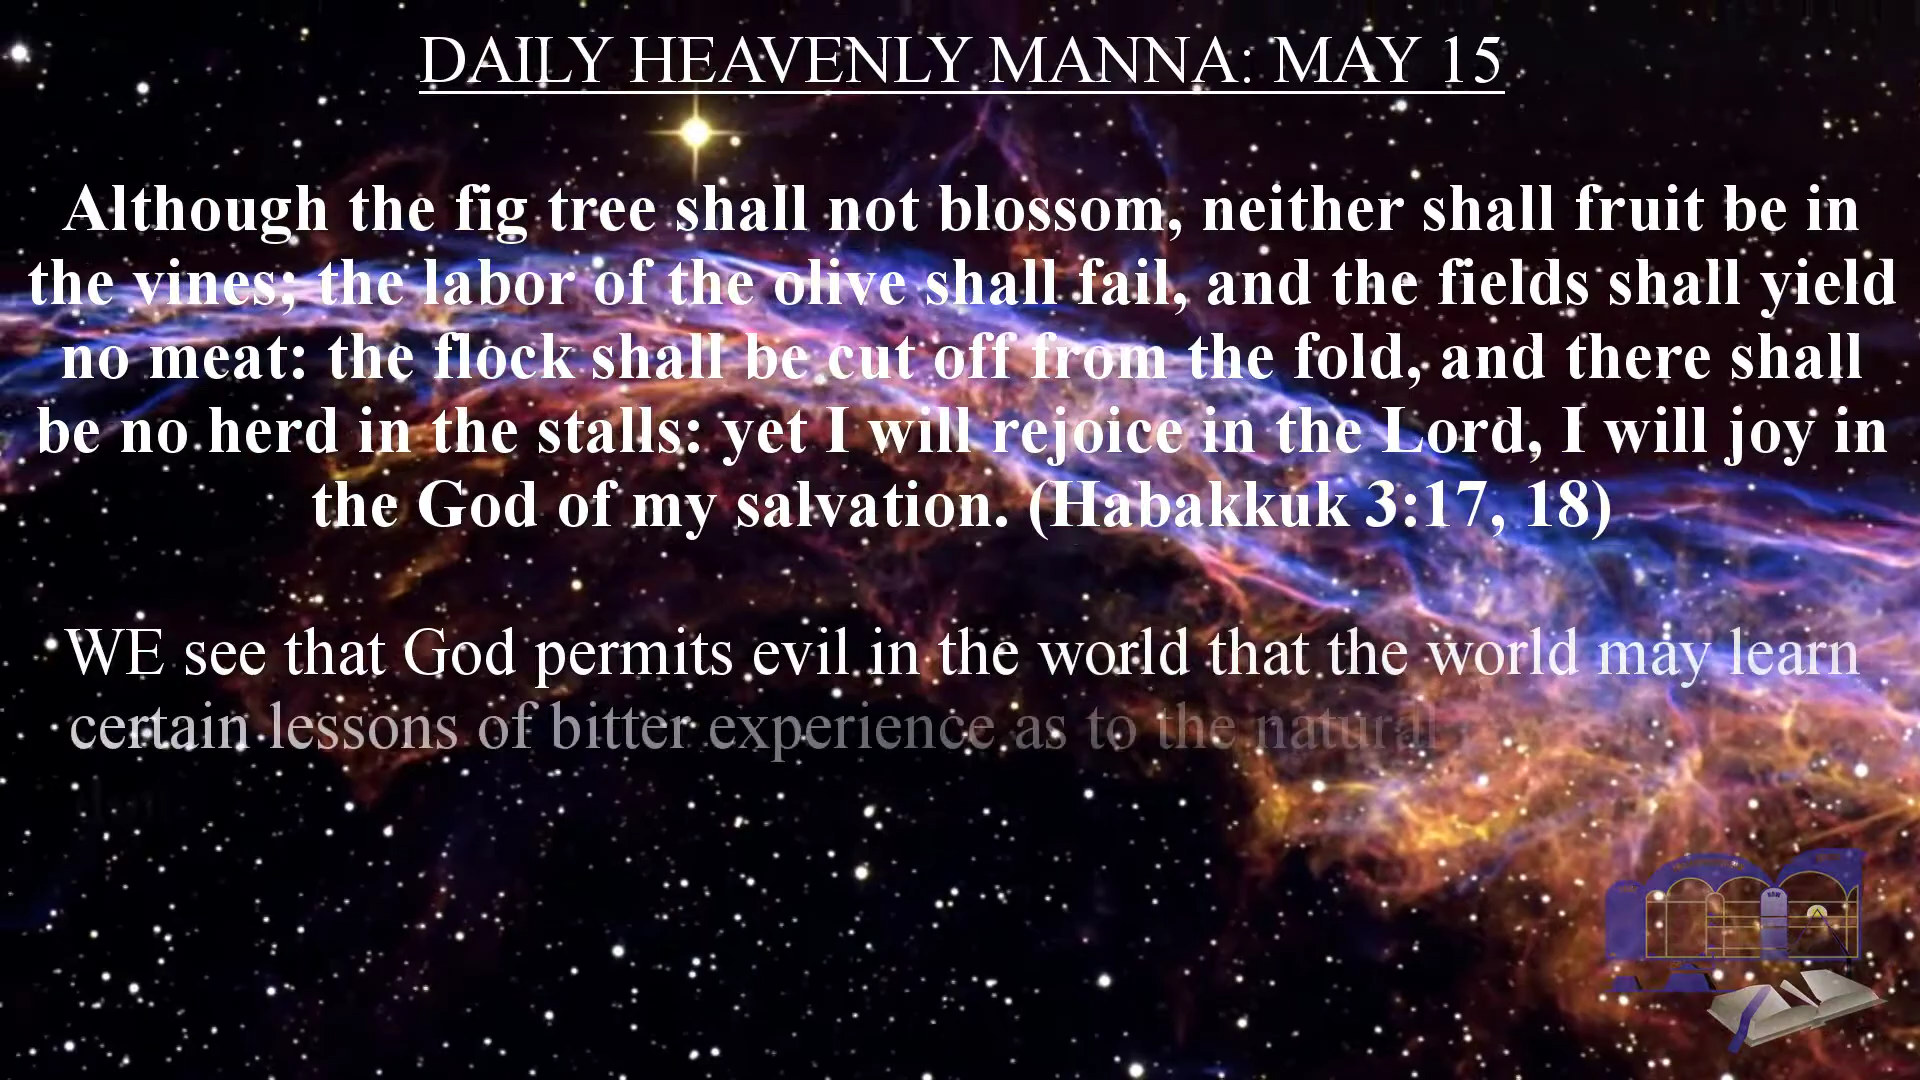 DAILY HEAVENLY MANNA: MAY 15
Although the fig tree shall not blossom, neither shall fruit be in
the vines; the labor of the olive shall fail, and the fields shall yield
no meat: the flock shall be cut off from the fold, and there shall
be no herd in the stalls: yet I will rejoice in the Lord, I will joy in
the God of my salvation. (Habakkuk 3:17, 18)
WE see that God permits evil in the world that the world may learn
certain lessons of bitter experience as to the natural